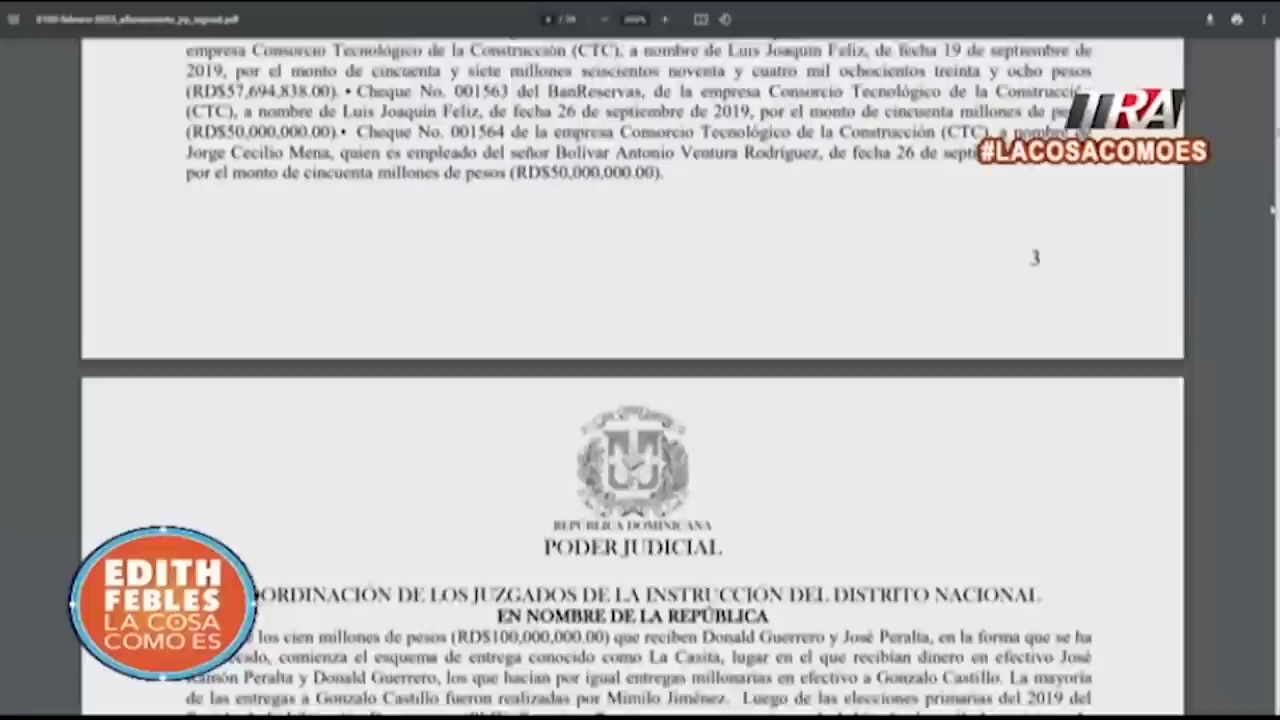 empresa Consorcio Tecnológico de la Construcción (CTC), a nombre de Luis Joaquin Feliz, de fecha 19 de septiembre de
2019, por el monto de cincuenta y siete millones seiscientos noventa y cuatro mil ochocientos treinta y ocho pesos
(RD$57,694,838.00). • Cheque No. 001563 del BanReservas, de la empresa Consorcio Tecnológico de la Construcción
(CTC), a nombre de Luis Joaquin Feliz, de fecha 26 de septiembre de 2019, por el monto de cincuenta millones de
(RD$50,000,000.00).• Cheque No. 001564 de la empresa Consorcio Tecnológico de la Construcción (CTC), a nombre de
Jorge Cecilio Mena, quien es empleado del señor Bolívar Antonio Ventura Rodríguez, de fecha 26 de
por el monto de cincuenta millones de pesos (RD$50,000,000.00).
TRA
#LACOSACOMOES
3
REPÚBLICA DOMINICANA
PODER JUDICIAL
OORDINACIÓN DE LOS JUZGADOS DE LA INSTRUCCIÓN DEL DISTRITO NACIONAL
EN NOMBRE DE LA REPÚBLICA
los cien millones de pesos (RD$100,000,000.00) que reciben Donald Guerrero y José Peralta, en la forma que se ha
comienza el esquema de entrega conocido como La Casita, lugar en el que recibían dinero en efectivo José
Ramón Peralta y Donald Guerrero, los que hacían por igual entregas millonarias en efectivo a Gonzalo Castillo. La mayoría
de las entregas a Gonzalo Castillo fueron realizadas por Mimilo Jiménez. Luego de las elecciones primarias del 2019 del
EDITH
FEBLES
LA COSA
COMO ES